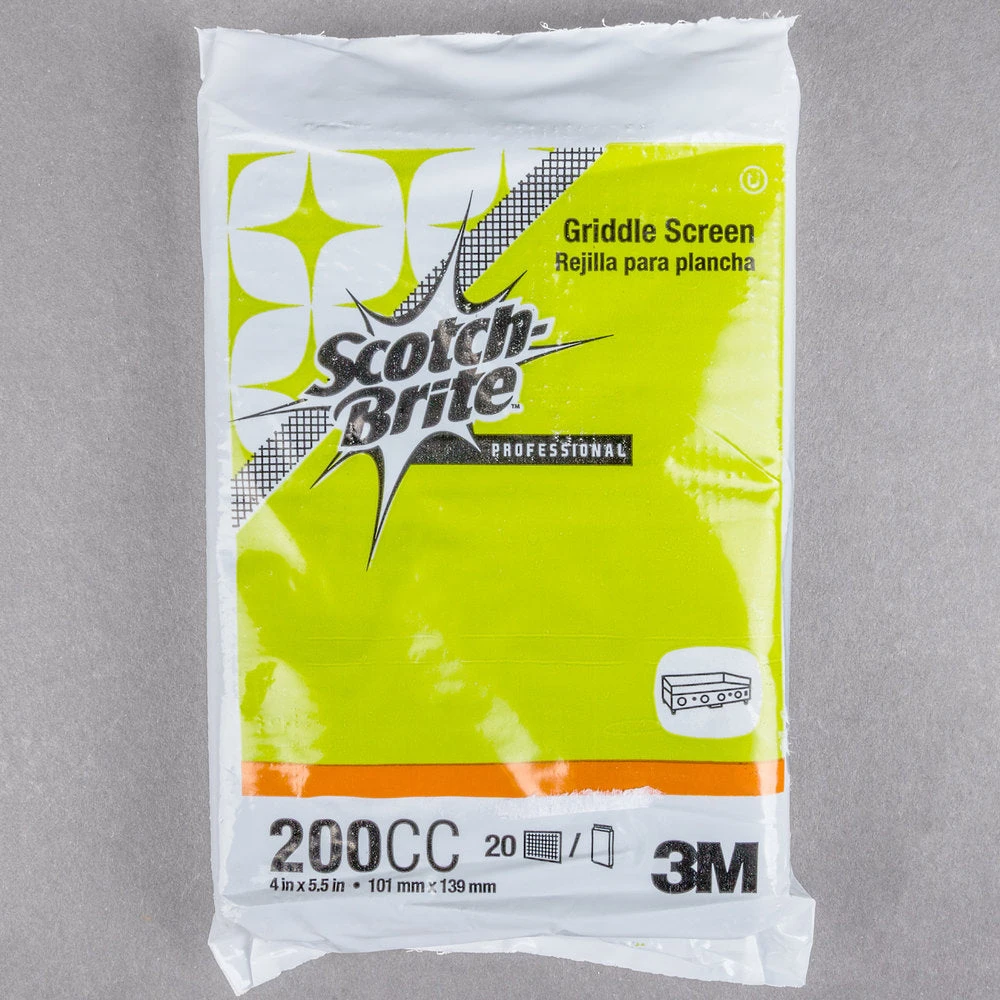 U
Griddle Screen
Rejilla para plancha
Scotch-
Brite™
PROFESSIONAL
200CC 20 /
4 in x 5.5 in • 101 mm x 139 mm
3M